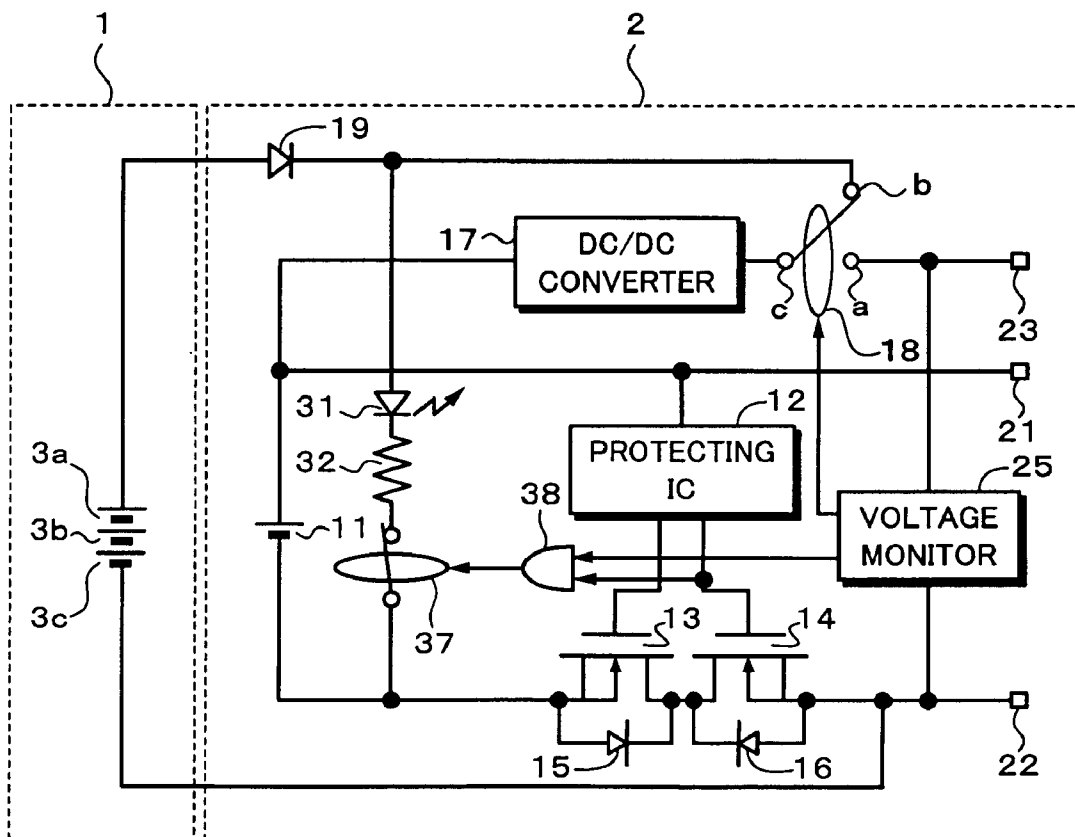 1
2
19
b
17
DC/DC
CONVERTER
c
a
18
23
31
12
21
32
PROTECTING
IC
25
3a
3b
3c
11
38
VOLTAGE
MONITOR
37
13
14
15
16
22